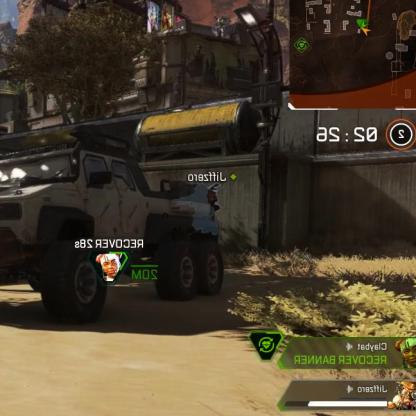 02:26
2
Jiffzero
RECOVER 28s
20M
Claybat
RECOVER BANNER
Jiffzero